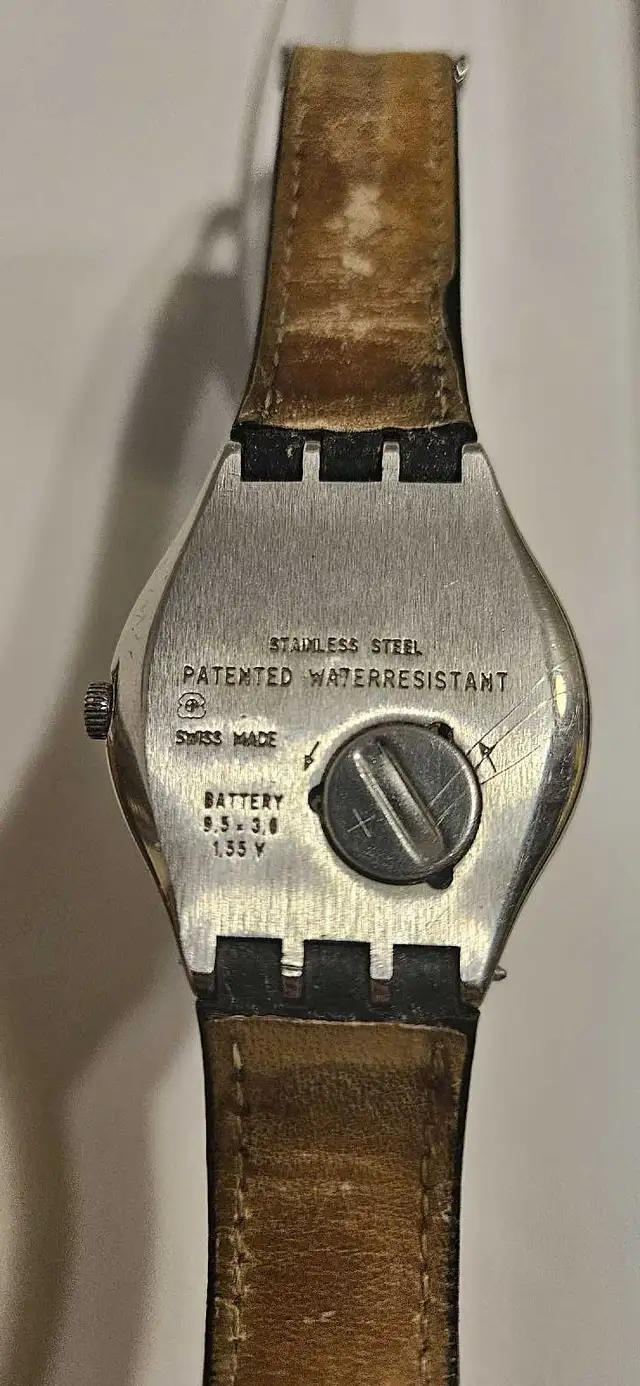 STAINLESS STEEL
PATENTED WATERRESISTANT
SWISS MADE
BATTERY
9,5 x 3,6
1,55 V
+